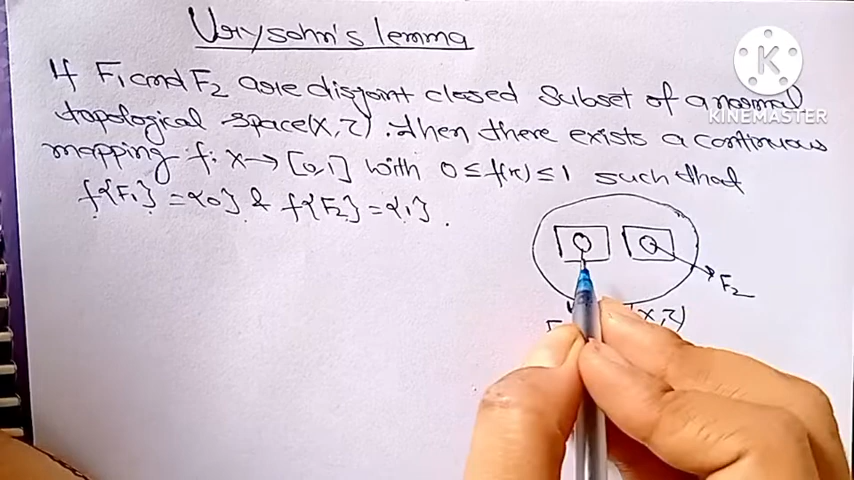 Urysohn's lemma
If F₁ and F₂ are disjoint closed subset of a normal
topological space (X,τ). then there exists a continuous
mapping f: X → [0,1] with 0 ≤ f(x) ≤ 1 such that
f{F₁} = {0} & f{F₂} = {1}.
F₂
(X,τ)
K
KINEMASTER